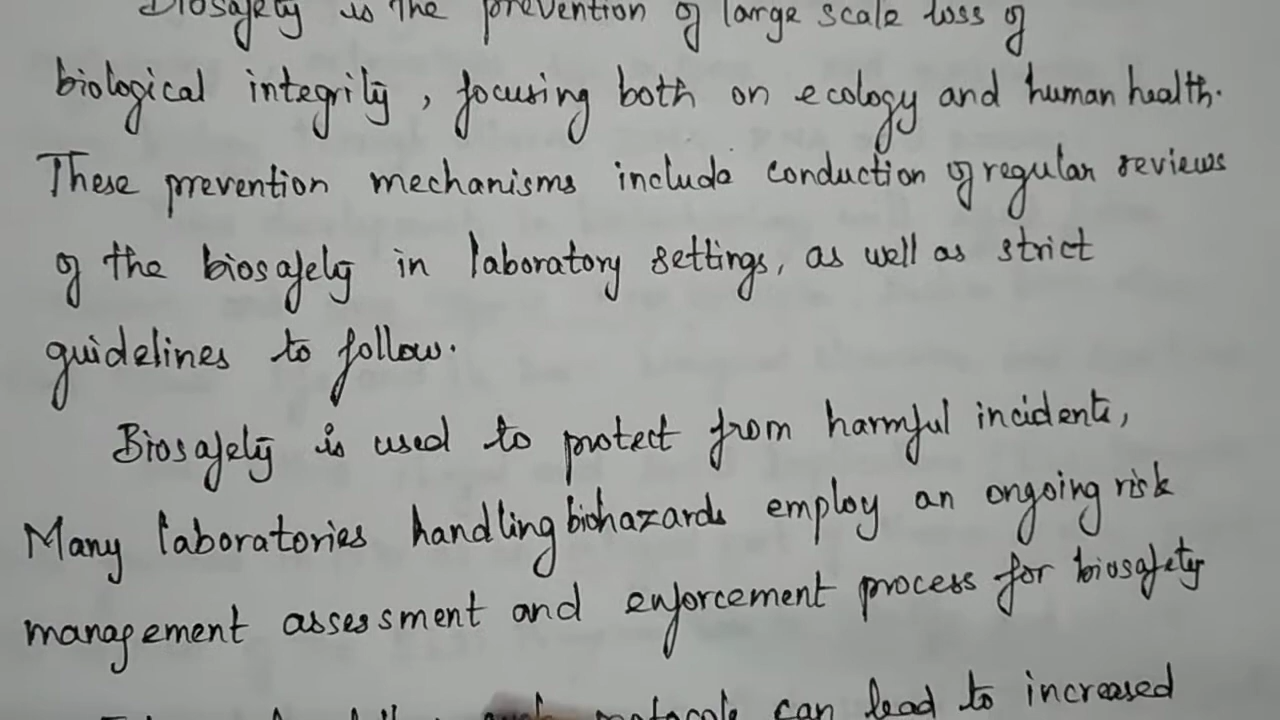 Biosafety is the prevention of large scale loss of
biological integrity, focusing both on ecology and human health.
These prevention mechanisms include conduction of regular reviews
of the biosafety in laboratory settings, as well as strict
guidelines to follow.
Biosafety is used to protect from harmful incidents,
Many laboratories handling biohazards employ an ongoing risk
management assessment and enforcement process for biosafety
can lead to increased